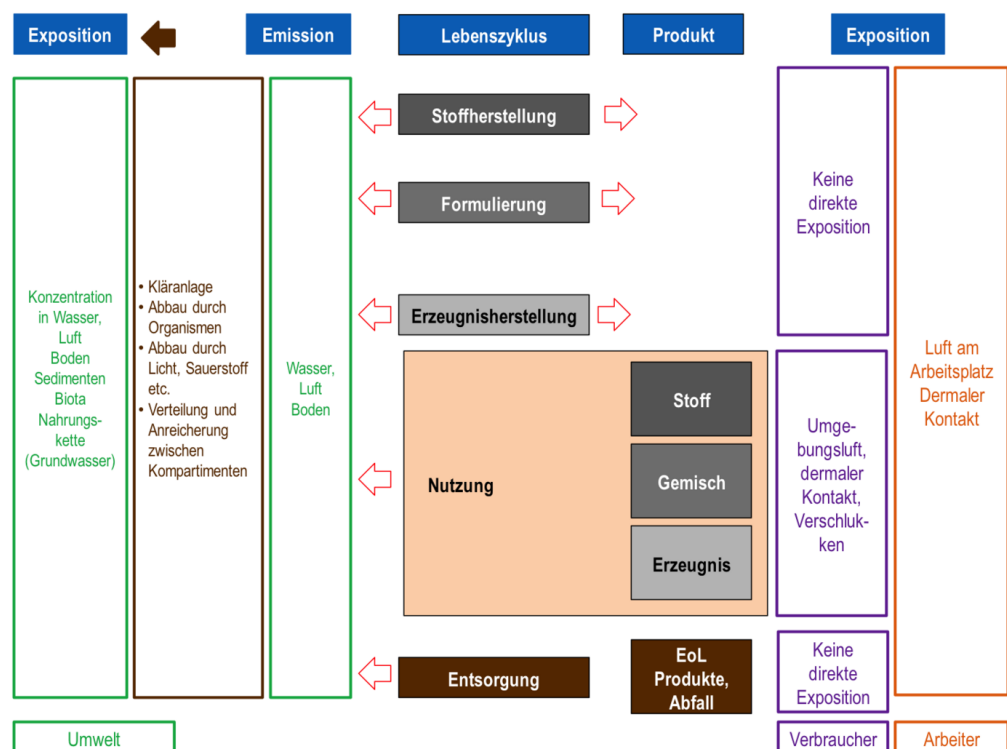 Exposition
Emission
Lebenszyklus
Produkt
Exposition
Stoffherstellung
Formulierung
Erzeugnisherstellung
Nutzung
Entsorgung
Stoff
Gemisch
Erzeugnis
EoL
Produkte,
Abfall
Konzentration
in Wasser,
Luft
Boden
Sedimenten
Biota
Nahrungs-
kette
(Grundwasser)
• Kläranlage
• Abbau durch
Organismen
• Abbau durch
Licht, Sauerstoff
etc.
• Verteilung und
Anreicherung
zwischen
Kompartimenten
Wasser,
Luft
Boden
Keine
direkte
Exposition
Umge-
bungsluft,
dermaler
Kontakt,
Verschluk-
ken
Keine
direkte
Exposition
Luft am
Arbeitsplatz
Dermaler
Kontakt
Umwelt
Verbraucher
Arbeiter